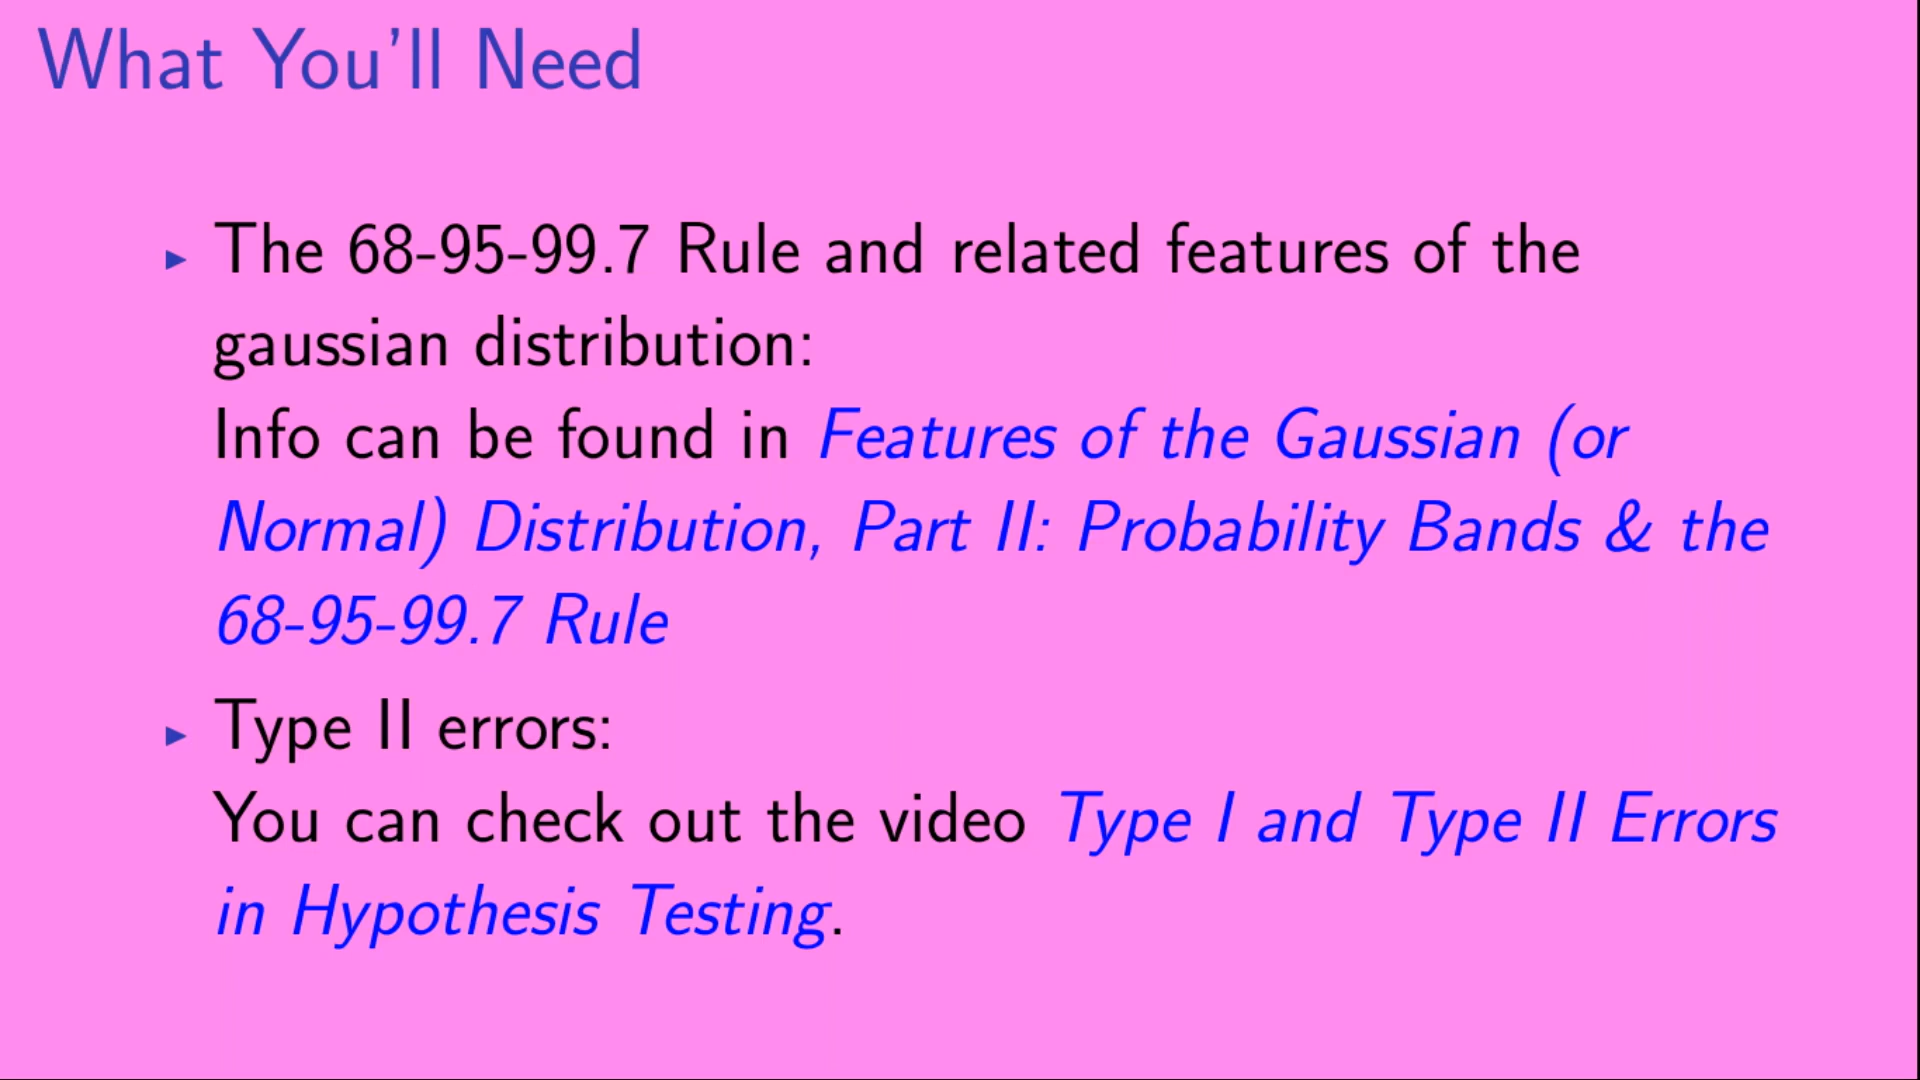 What You'll Need
▸ The 68-95-99.7 Rule and related features of the
gaussian distribution:
Info can be found in Features of the Gaussian (or
Normal) Distribution, Part II: Probability Bands & the
68-95-99.7 Rule
▸ Type II errors:
You can check out the video Type I and Type II Errors
in Hypothesis Testing.